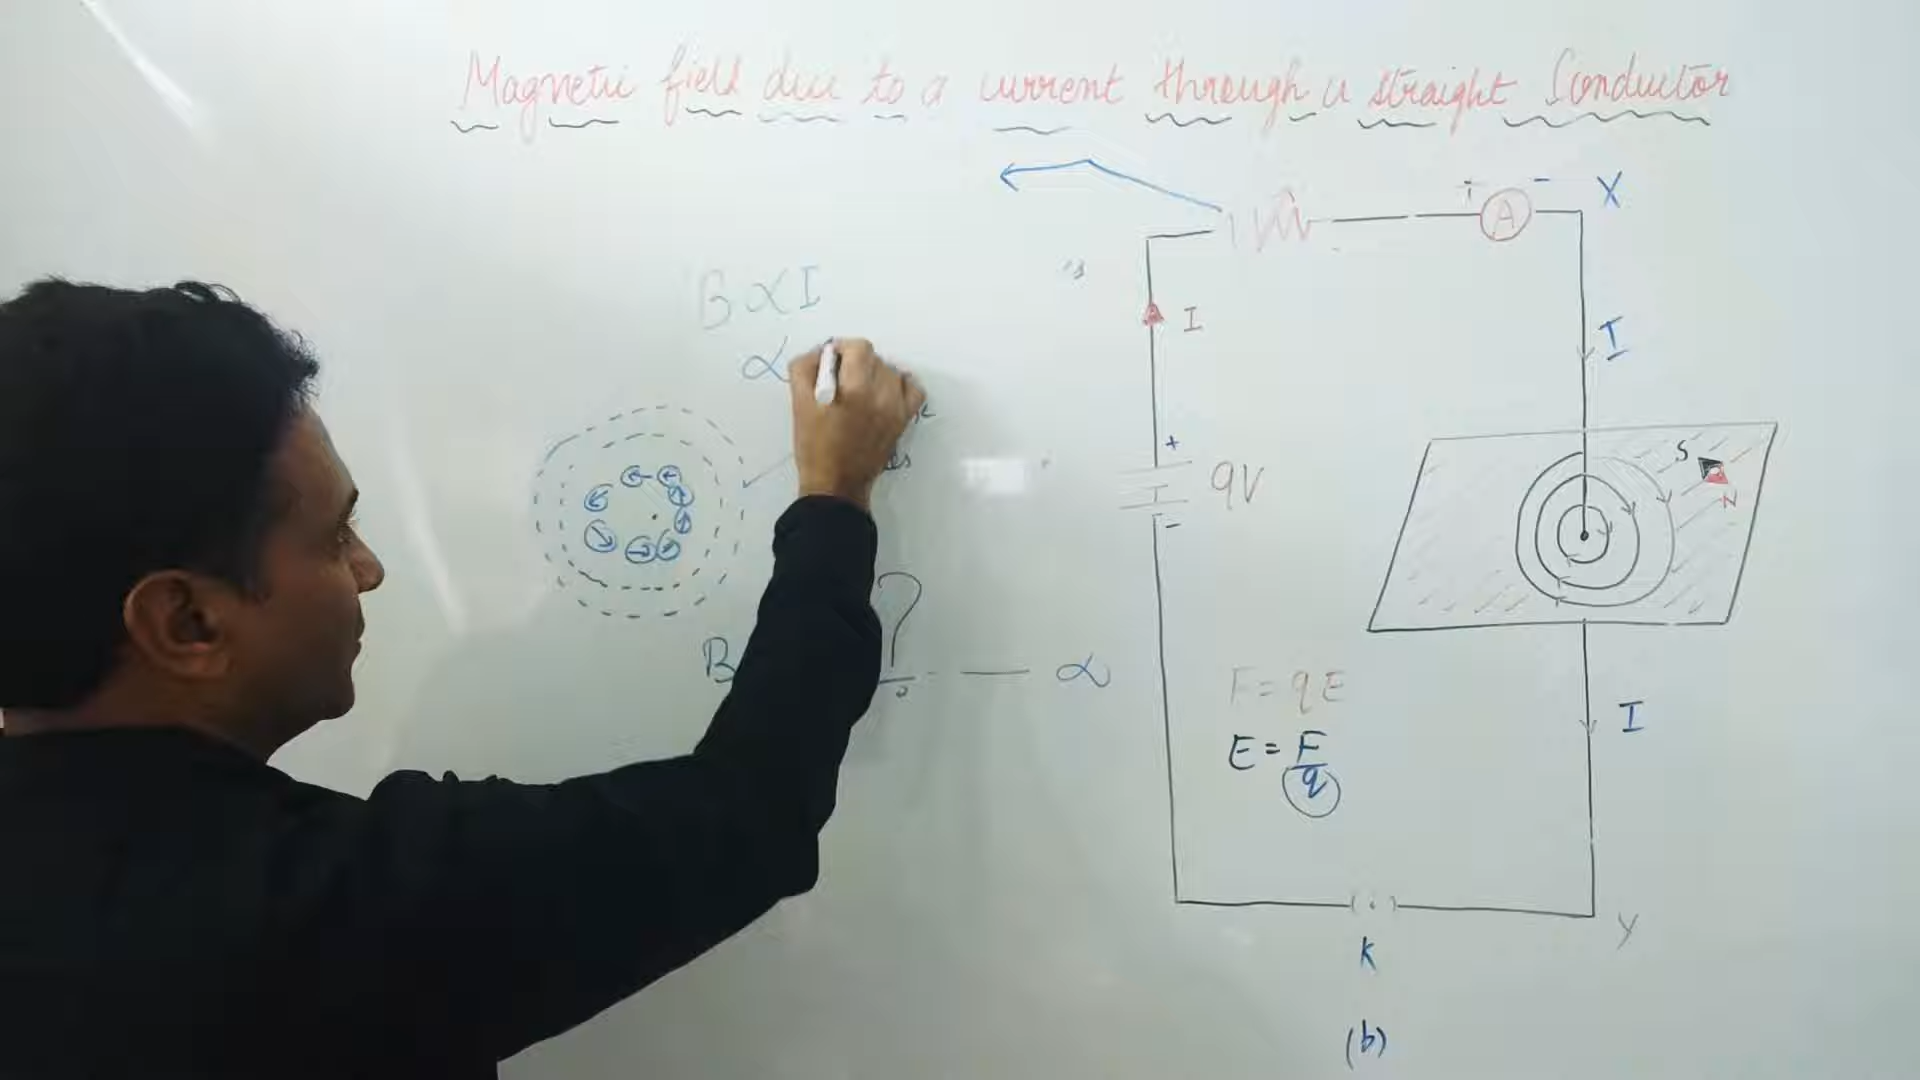 Magnetic field due to a current through a straight Conductor
+ A - X
B ∝ I
I
I
∝
+
9V
-
S
N
B
?
∝
F = qE
E = F/q
I
Y
K
(b)